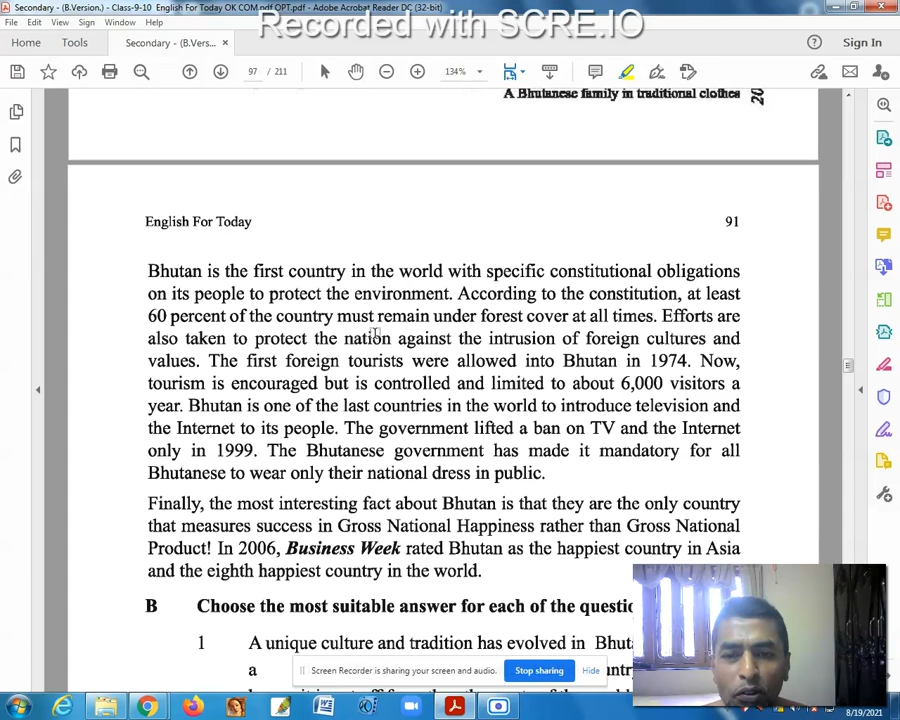 Secondary - (B.Version.) - Class-9-10 English For Today OK COM.pdf OPT.pdf - Adobe Acrobat Reader DC (32-bit)
Recorded with SCRE.IO
File Edit View Sign Window Help
Home Tools Secondary - (B.Vers... × Sign In
97 / 211 134%
A Bhutanese family in traditional clothes
20
English For Today 91
Bhutan is the first country in the world with specific constitutional obligations
on its people to protect the environment. According to the constitution, at least
60 percent of the country must remain under forest cover at all times. Efforts are
also taken to protect the nation against the intrusion of foreign cultures and
values. The first foreign tourists were allowed into Bhutan in 1974. Now,
tourism is encouraged but is controlled and limited to about 6,000 visitors a
year. Bhutan is one of the last countries in the world to introduce television and
the Internet to its people. The government lifted a ban on TV and the Internet
only in 1999. The Bhutanese government has made it mandatory for all
Bhutanese to wear only their national dress in public.
Finally, the most interesting fact about Bhutan is that they are the only country
that measures success in Gross National Happiness rather than Gross National
Product! In 2006, Business Week rated Bhutan as the happiest country in Asia
and the eighth happiest country in the world.
B Choose the most suitable answer for each of the questio
1 A unique culture and tradition has evolved in Bhuta
a
Screen Recorder is sharing your screen and audio. Stop sharing Hide
8/19/2021